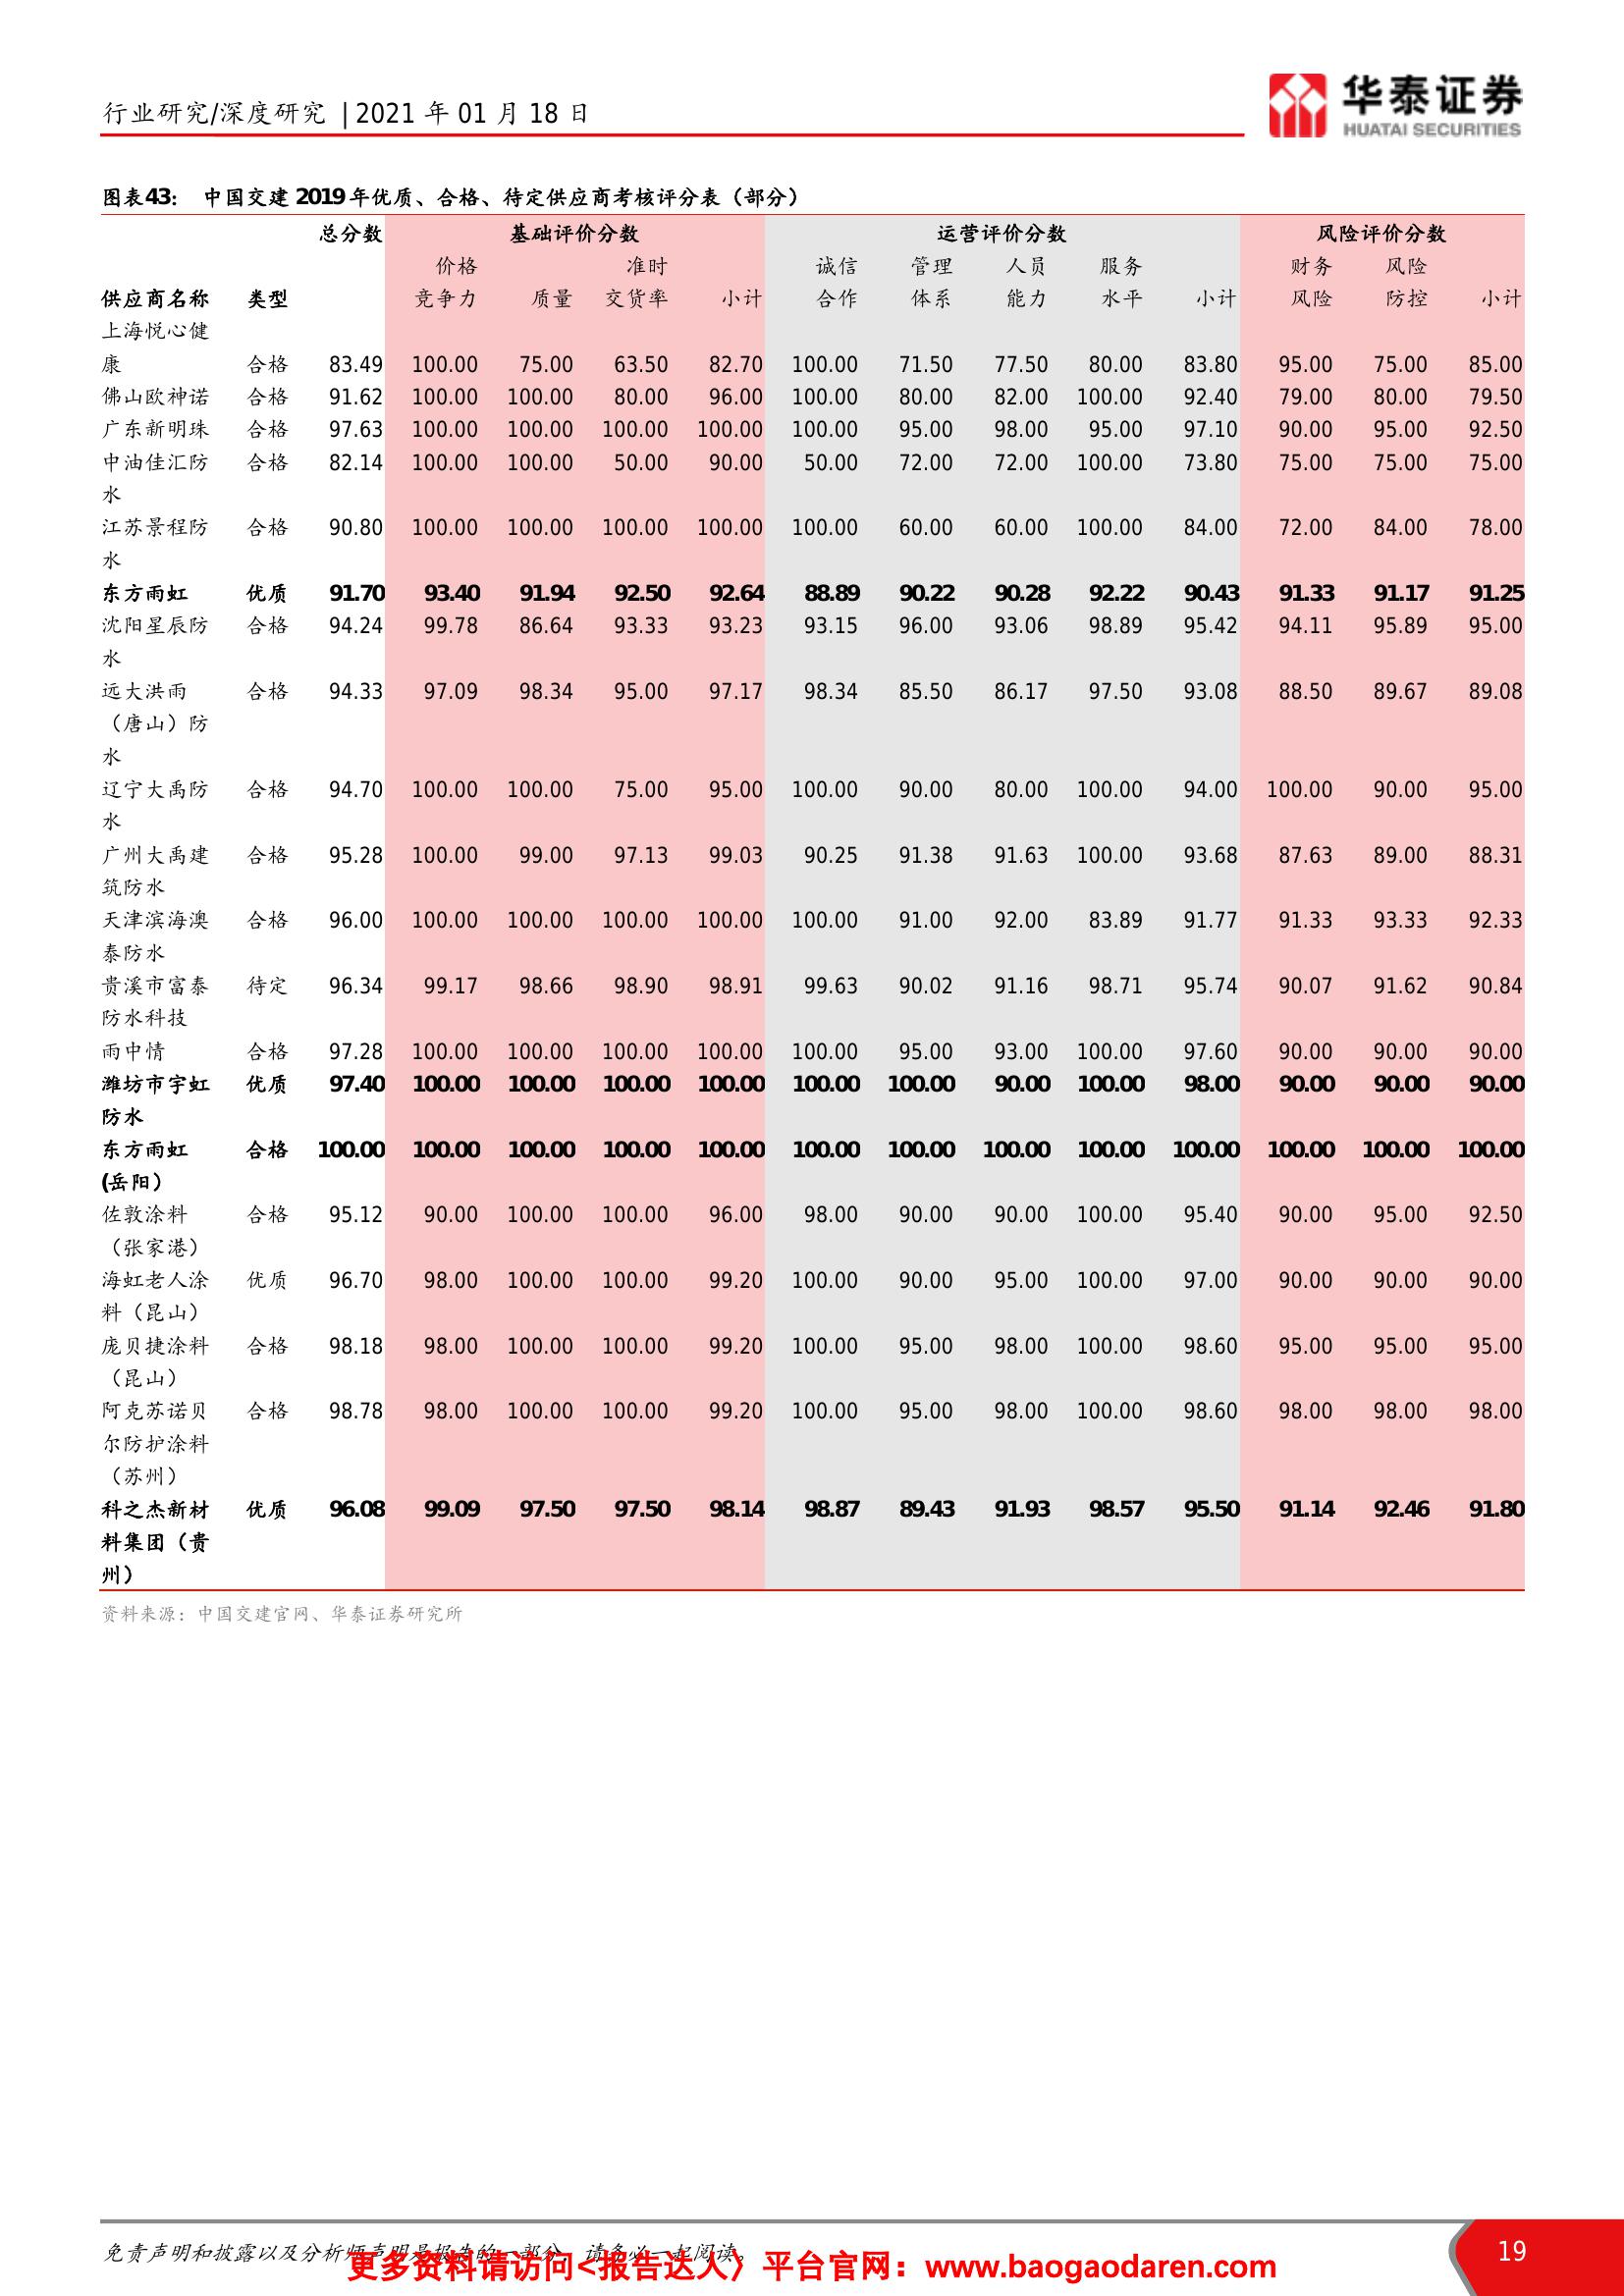 行业研究/深度研究 | 2021 年 01 月 18 日
华泰证券
HUATAI SECURITIES
图表43： 中国交建 2019 年优质、合格、待定供应商考核评分表（部分）
总分数 基础评价分数 运营评价分数 风险评价分数
价格 准时 诚信 管理 人员 服务 财务 风险
供应商名称 类型 竞争力 质量 交货率 小计 合作 体系 能力 水平 小计 风险 防控 小计
上海悦心健
康 合格 83.49 100.00 75.00 63.50 82.70 100.00 71.50 77.50 80.00 83.80 95.00 75.00 85.00
佛山欧神诺 合格 91.62 100.00 100.00 80.00 96.00 100.00 80.00 82.00 100.00 92.40 79.00 80.00 79.50
广东新明珠 合格 97.63 100.00 100.00 100.00 100.00 100.00 95.00 98.00 95.00 97.10 90.00 95.00 92.50
中油佳汇防 合格 82.14 100.00 100.00 50.00 90.00 50.00 72.00 72.00 100.00 73.80 75.00 75.00 75.00
水
江苏景程防 合格 90.80 100.00 100.00 100.00 100.00 100.00 60.00 60.00 100.00 84.00 72.00 84.00 78.00
水
东方雨虹 优质 91.70 93.40 91.94 92.50 92.64 88.89 90.22 90.28 92.22 90.43 91.33 91.17 91.25
沈阳星辰防 合格 94.24 99.78 86.64 93.33 93.23 93.15 96.00 93.06 98.89 95.42 94.11 95.89 95.00
水
远大洪雨 合格 94.33 97.09 98.34 95.00 97.17 98.34 85.50 86.17 97.50 93.08 88.50 89.67 89.08
（唐山）防
水
辽宁大禹防 合格 94.70 100.00 100.00 75.00 95.00 100.00 90.00 80.00 100.00 94.00 100.00 90.00 95.00
水
广州大禹建 合格 95.28 100.00 99.00 97.13 99.03 90.25 91.38 91.63 100.00 93.68 87.63 89.00 88.31
筑防水
天津滨海澳 合格 96.00 100.00 100.00 100.00 100.00 100.00 91.00 92.00 83.89 91.77 91.33 93.33 92.33
泰防水
贵溪市富泰 待定 96.34 99.17 98.66 98.90 98.91 99.63 90.02 91.16 98.71 95.74 90.07 91.62 90.84
防水科技
雨中情 合格 97.28 100.00 100.00 100.00 100.00 100.00 95.00 93.00 100.00 97.60 90.00 90.00 90.00
潍坊市宇虹 优质 97.40 100.00 100.00 100.00 100.00 100.00 100.00 90.00 100.00 98.00 90.00 90.00 90.00
防水
东方雨虹 合格 100.00 100.00 100.00 100.00 100.00 100.00 100.00 100.00 100.00 100.00 100.00 100.00 100.00
(岳阳）
佐敦涂料 合格 95.12 90.00 100.00 100.00 96.00 98.00 90.00 90.00 100.00 95.40 90.00 95.00 92.50
（张家港）
海虹老人涂 优质 96.70 98.00 100.00 100.00 99.20 100.00 90.00 95.00 100.00 97.00 90.00 90.00 90.00
料（昆山）
庞贝捷涂料 合格 98.18 98.00 100.00 100.00 99.20 100.00 95.00 98.00 100.00 98.60 95.00 95.00 95.00
（昆山）
阿克苏诺贝 合格 98.78 98.00 100.00 100.00 99.20 100.00 95.00 98.00 100.00 98.60 98.00 98.00 98.00
尔防护涂料
（苏州）
科之杰新材 优质 96.08 99.09 97.50 97.50 98.14 98.87 89.43 91.93 98.57 95.50 91.14 92.46 91.80
料集团（贵
州）
资料来源：中国交建官网、华泰证券研究所
免责声明和披露以及分析师声明是报告的一部分，请务必一起阅读。
19
更多资料请访问<报告达人〉平台官网：www.baogaodaren.com